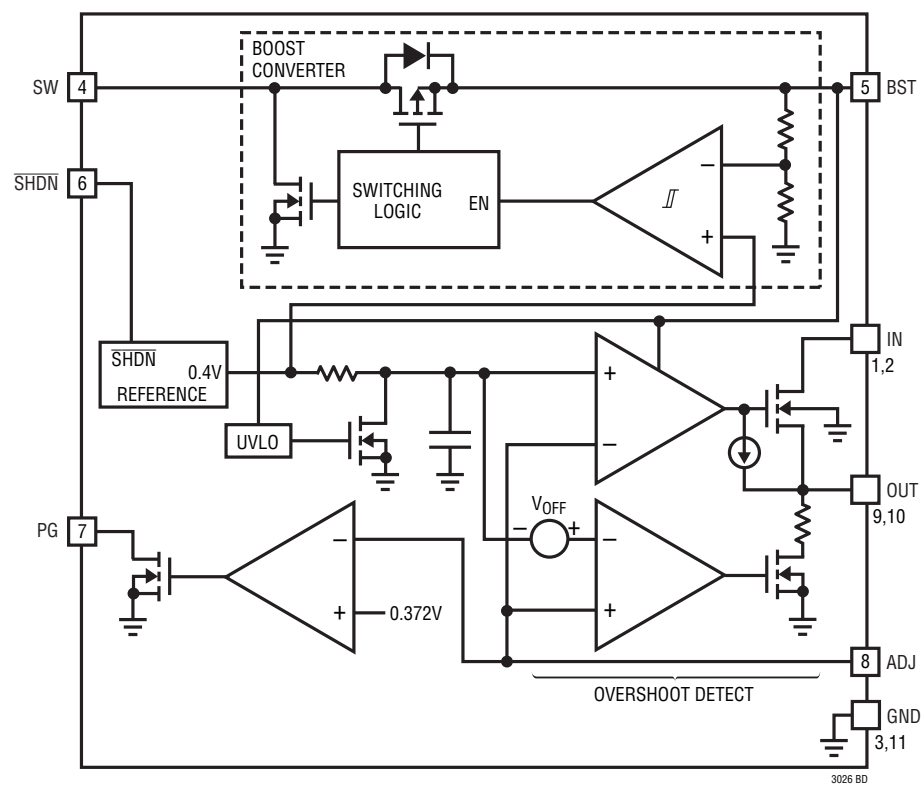 BOOST
CONVERTER
SW 4
5 BST
SHDN 6
SWITCHING
LOGIC
EN
−
+
IN
1,2
SHDN
0.4V
REFERENCE
+
−
UVLO
OUT
9,10
PG 7
VOFF
− +
−
−
+ 0.372V
+
8 ADJ
OVERSHOOT DETECT
GND
3,11
3026 BD